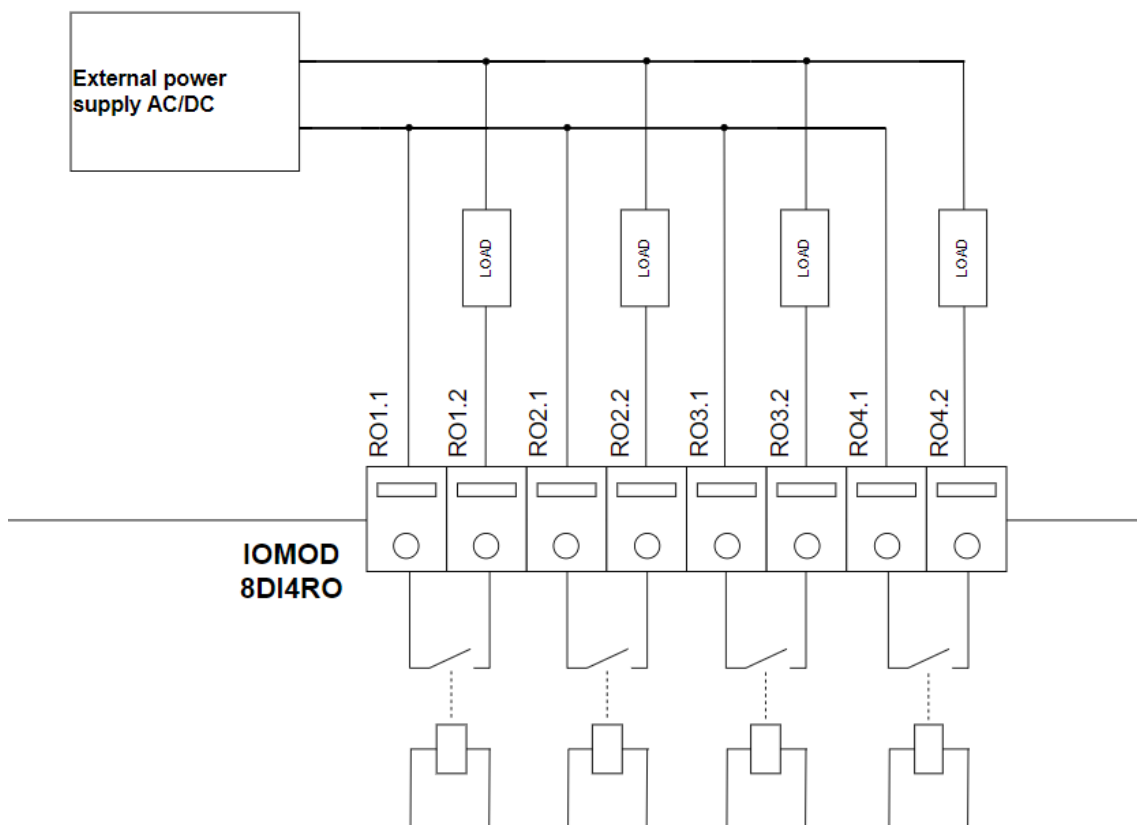 External power
supply AC/DC
LOAD
LOAD
LOAD
LOAD
RO1.1
RO1.2
RO2.1
RO2.2
RO3.1
RO3.2
RO4.1
RO4.2
IOMOD
8DI4RO